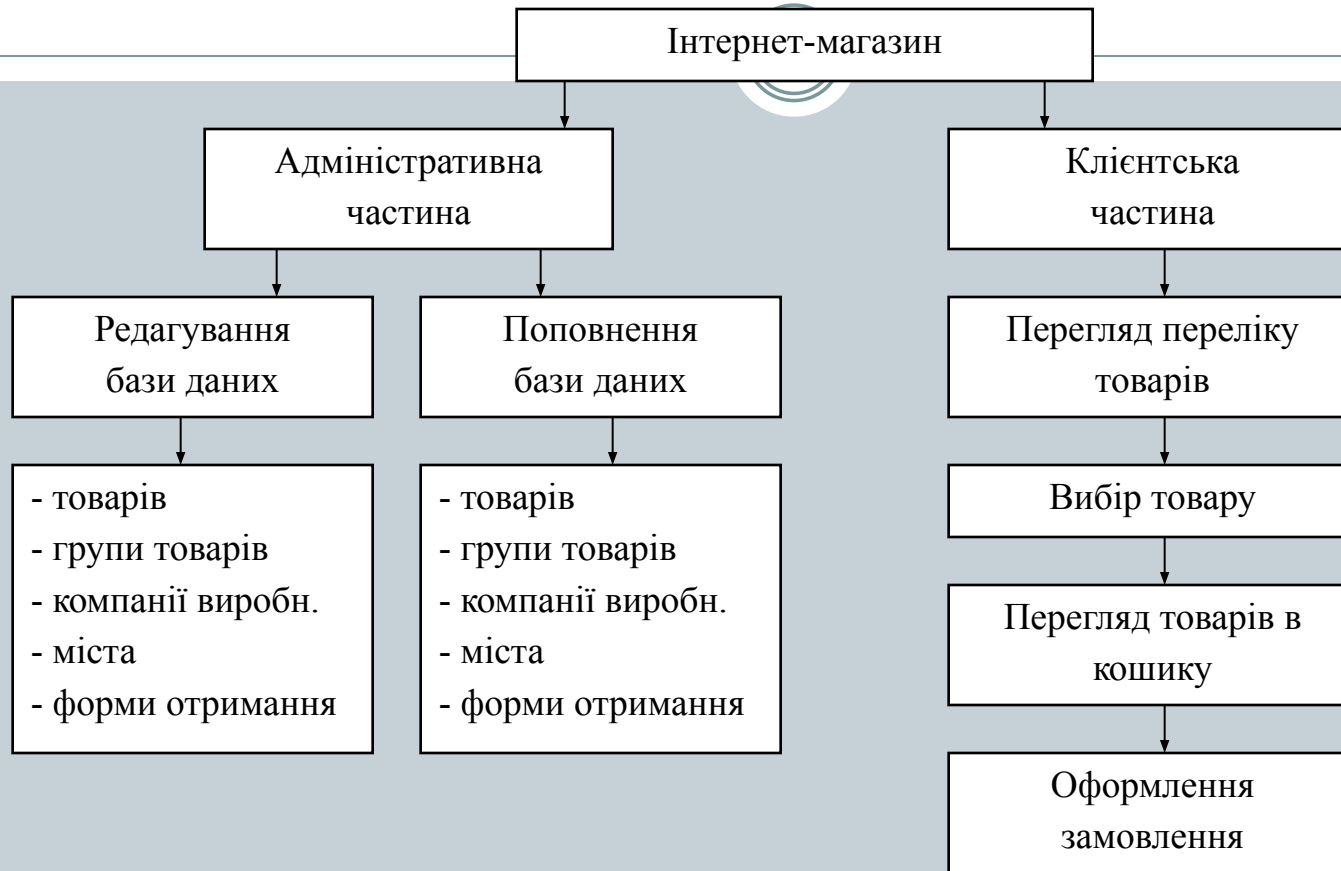 Інтернет-магазин
Адміністративна
частина
Клієнтська
частина
Редагування
бази даних
Поповнення
бази даних
Перегляд переліку
товарів
- товарів
- групи товарів
- компанії виробн.
- міста
- форми отримання
- товарів
- групи товарів
- компанії виробн.
- міста
- форми отримання
Вибір товару
Перегляд товарів в
кошику
Оформлення
замовлення